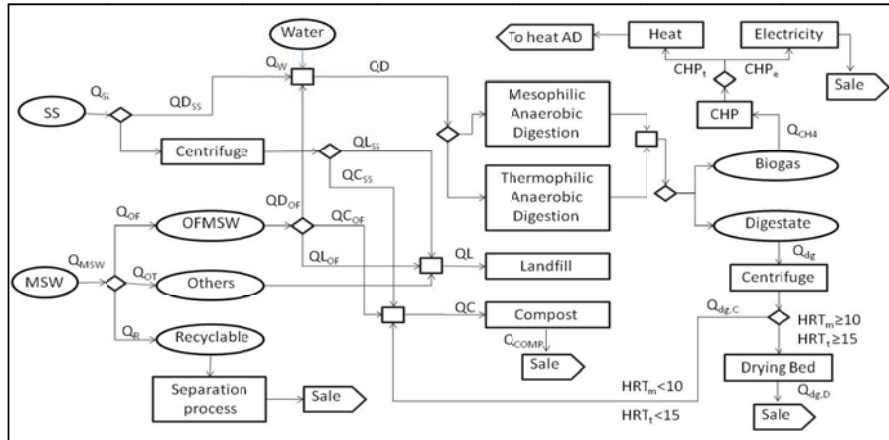 Water
To heat AD
Heat
Electricity
Q_W
QD
CHP_t
CHP_e
Q_S
QD_SS
Sale
SS
Mesophilic
Anaerobic
Digestion
CHP
Centrifuge
QL_SS
Q_CH4
QC_SS
Biogas
Thermophilic
Anaerobic
Digestion
QD_OF
Q_OF
OFMSW
QC_OF
Digestate
Q_MSW
QL_OF
QL
Q_dg
MSW
Q_OT
Others
Landfill
Centrifuge
Q_R
QC
Q_dg,C
Recyclable
Compost
HRT_m≥10
HRT_t≥15
C_COMP
Separation
process
Sale
Sale
HRT_m<10
Drying Bed
HRT_t<15
Q_dg,D
Sale